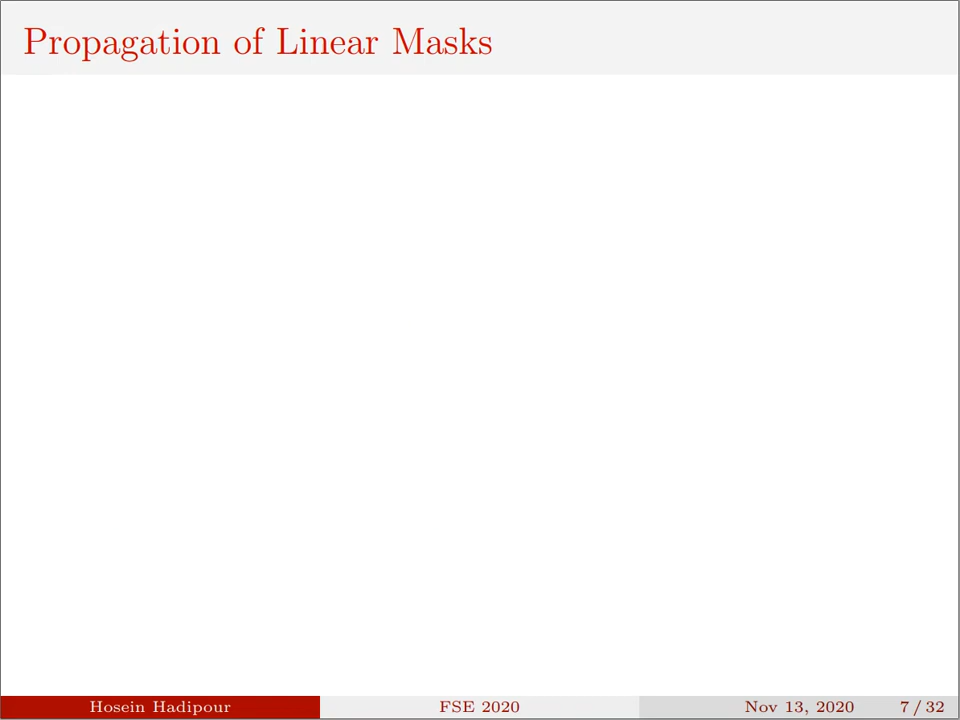 Propagation of Linear Masks
Hosein Hadipour FSE 2020 Nov 13, 2020 7 / 32